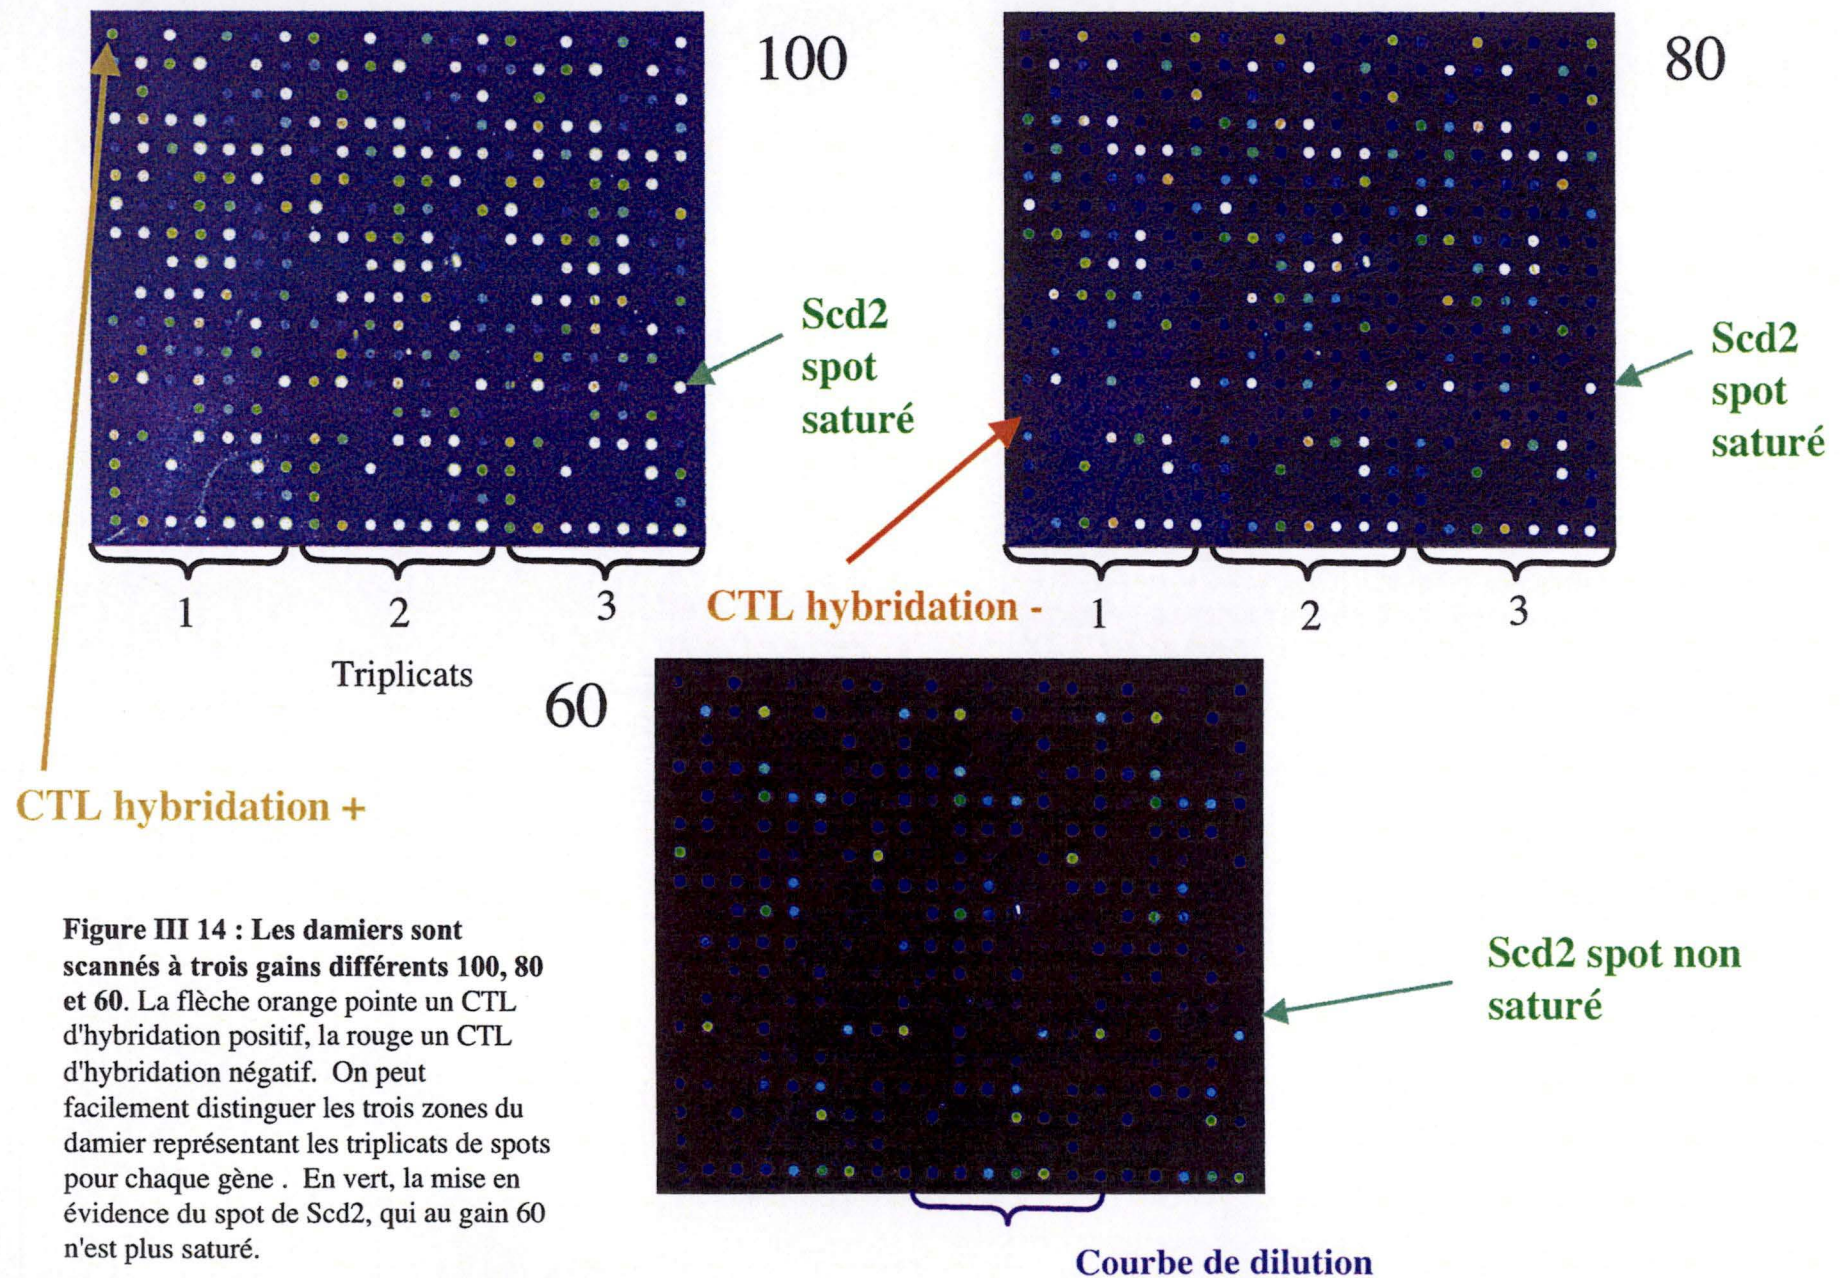 100
80
Scd2
spot
saturé
Scd2
spot
saturé
1
2
3
CTL hybridation -
1
2
3
Triplicats
60
CTL hybridation +
Figure III 14 : Les damiers sont
scannés à trois gains différents 100, 80
et 60. La flèche orange pointe un CTL
d'hybridation positif, la rouge un CTL
d'hybridation négatif. On peut
facilement distinguer les trois zones du
damier représentant les triplicats de spots
pour chaque gène . En vert, la mise en
évidence du spot de Scd2, qui au gain 60
n'est plus saturé.
Scd2 spot non
saturé
Courbe de dilution